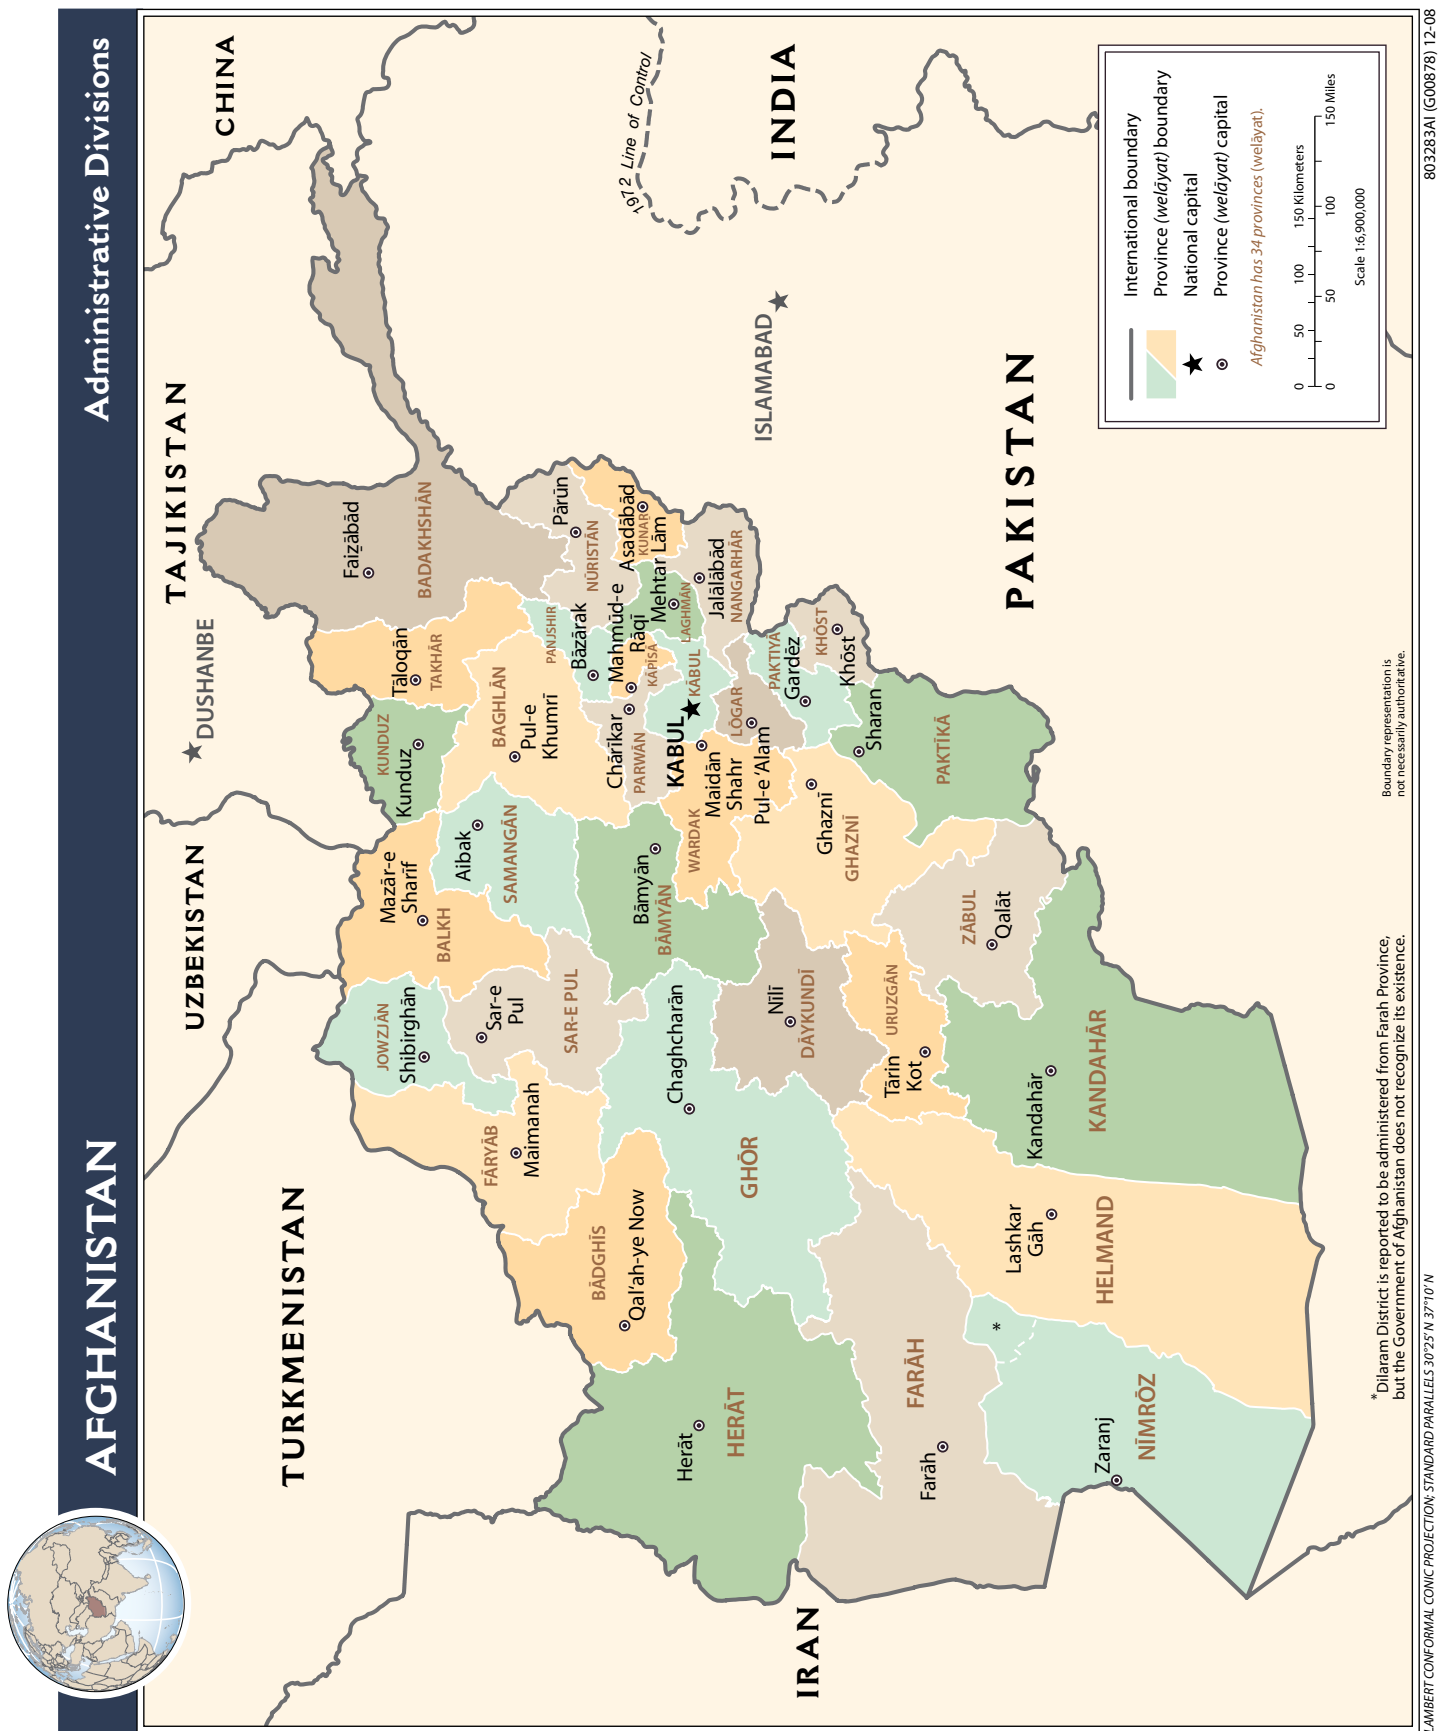 AFGHANISTAN
Administrative Divisions
CHINA
TAJIKISTAN
DUSHANBE
UZBEKISTAN
TURKMENISTAN
IRAN
PAKISTAN
ISLAMABAD
INDIA
1972 Line of Control
Faiẕābād
BADAKHSHĀN
Tāloqān
TAKHĀR
KUNDUZ
Kunduz
BAGHLĀN
Pul-e
Khumrī
Mazār-e
Sharīf
BALKH
Aibak
SAMANGĀN
JOWZJĀN
Shibirghān
Sar-e
Pul
SAR-E PUL
FĀRYĀB
Maimanah
BĀDGHĪS
Qal‘ah-ye Now
Herāt
HERĀT
Chaghcharān
GHŌR
Bāmyān
BĀMYĀN
PANJSHIR
Bāzārak
Pārūn
NŪRISTĀN
Asadābād
KUNAR
Mehtar Lām
LAGHMĀN
Mahmūd-e
Rāqi
KĀPĪSĀ
Chārīkar
PARWĀN
KABUL
KĀBUL
Jalālābād
NANGARHĀR
Maidān
Shahr
WARDAK
LŌGAR
Pul-e ‘Alam
PAKTIYĀ
Gardēz
KHŌST
Khōst
Sharan
PAKTĪKĀ
Ghaznī
GHAZNĪ
Nīlī
DĀYKUNDĪ
URUZGĀN
Tārin
Kot
ZĀBUL
Qalāt
Kandahār
KANDAHĀR
Lashkar
Gāh
HELMAND
FARĀH
Farāh
*
Zaranj
NĪMRŌZ
International boundary
Province (welāyat) boundary
National capital
Province (welāyat) capital
Afghanistan has 34 provinces (welāyat).
0 50 100 150 Kilometers
0 50 100 150 Miles
Scale 1:6,900,000
Boundary representation is
not necessarily authoritative.
*Dilaram District is reported to be administered from Farah Province,
but the Government of Afghanistan does not recognize its existence.
LAMBERT CONFORMAL CONIC PROJECTION; STANDARD PARALLELS 30°25' N 37°10' N
803283AI (G00878) 12-08